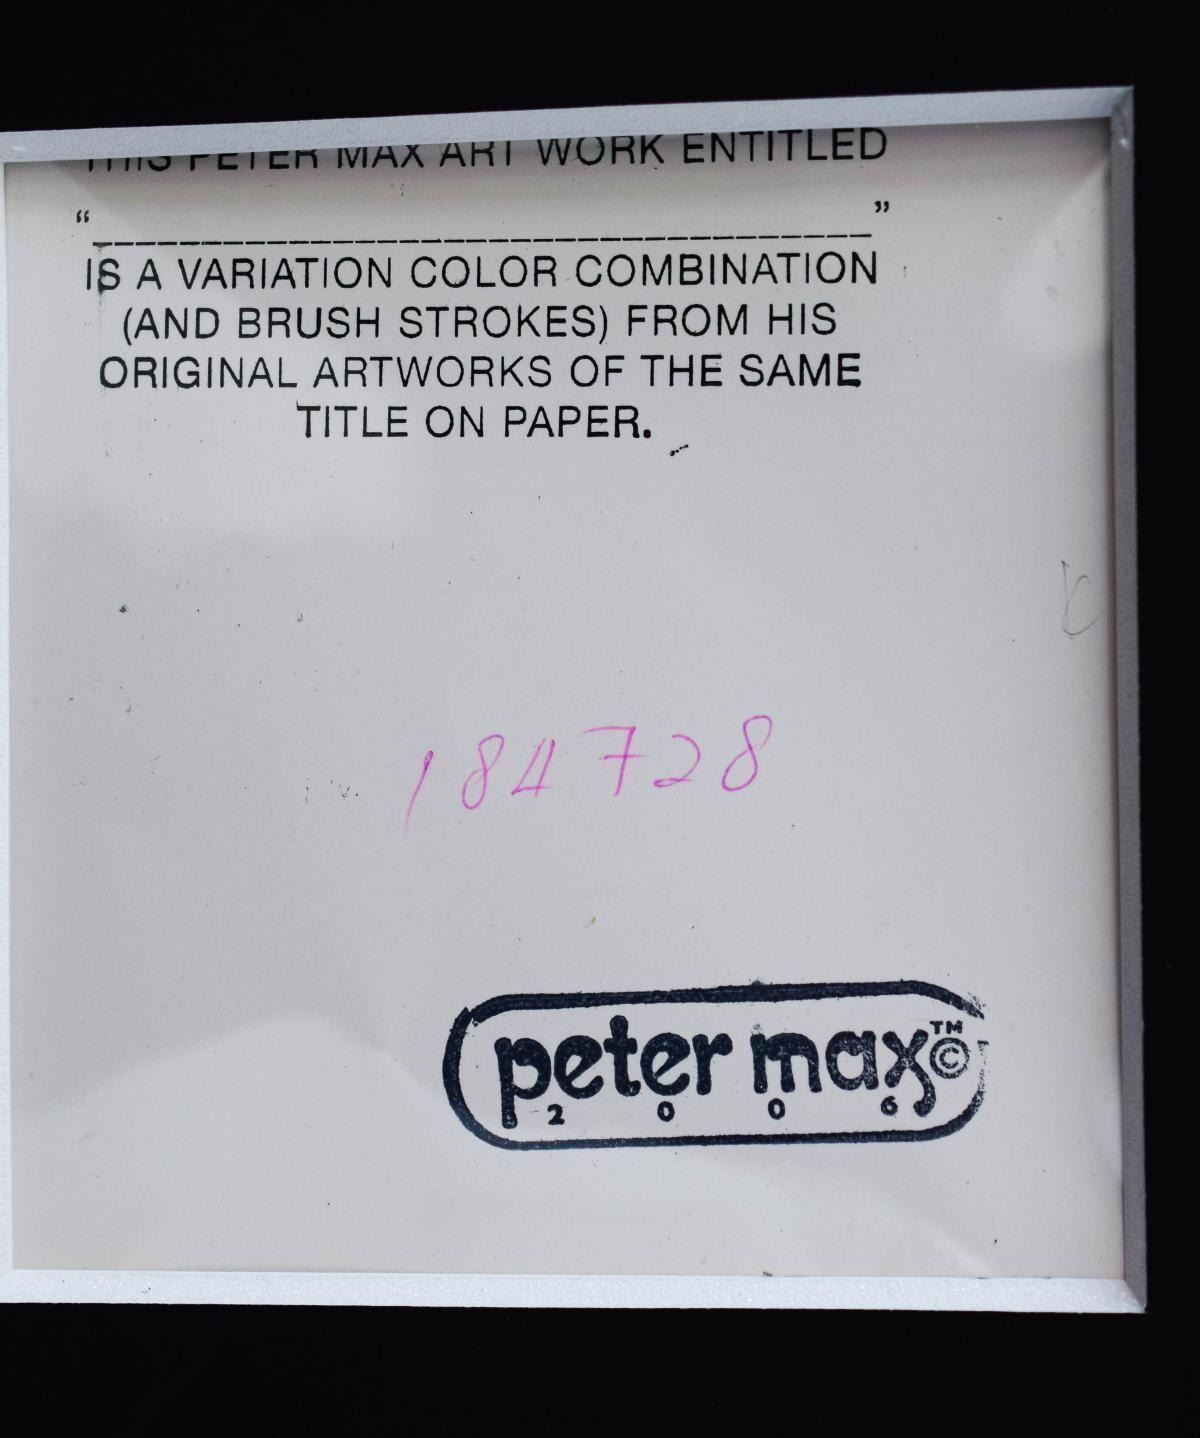 THIS PETER MAX ART WORK ENTITLED
“ ”
IS A VARIATION COLOR COMBINATION
(AND BRUSH STROKES) FROM HIS
ORIGINAL ARTWORKS OF THE SAME
TITLE ON PAPER.
184728
peter max™©
2006